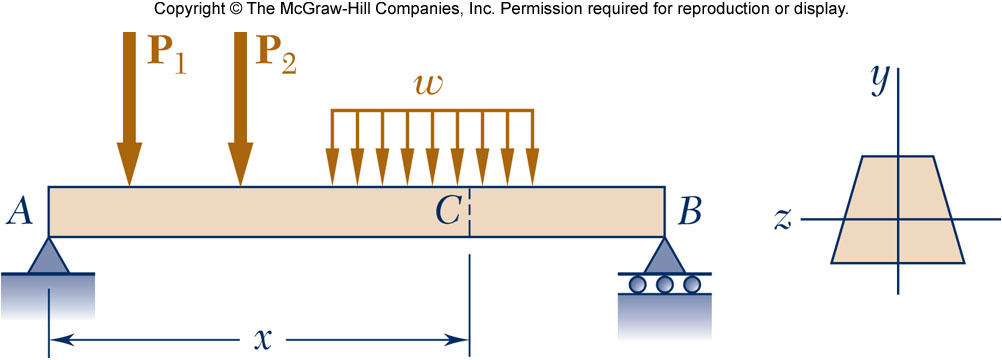 Copyright © The McGraw-Hill Companies, Inc. Permission required for reproduction or display.
P1 P2
w
y
A C B z
x